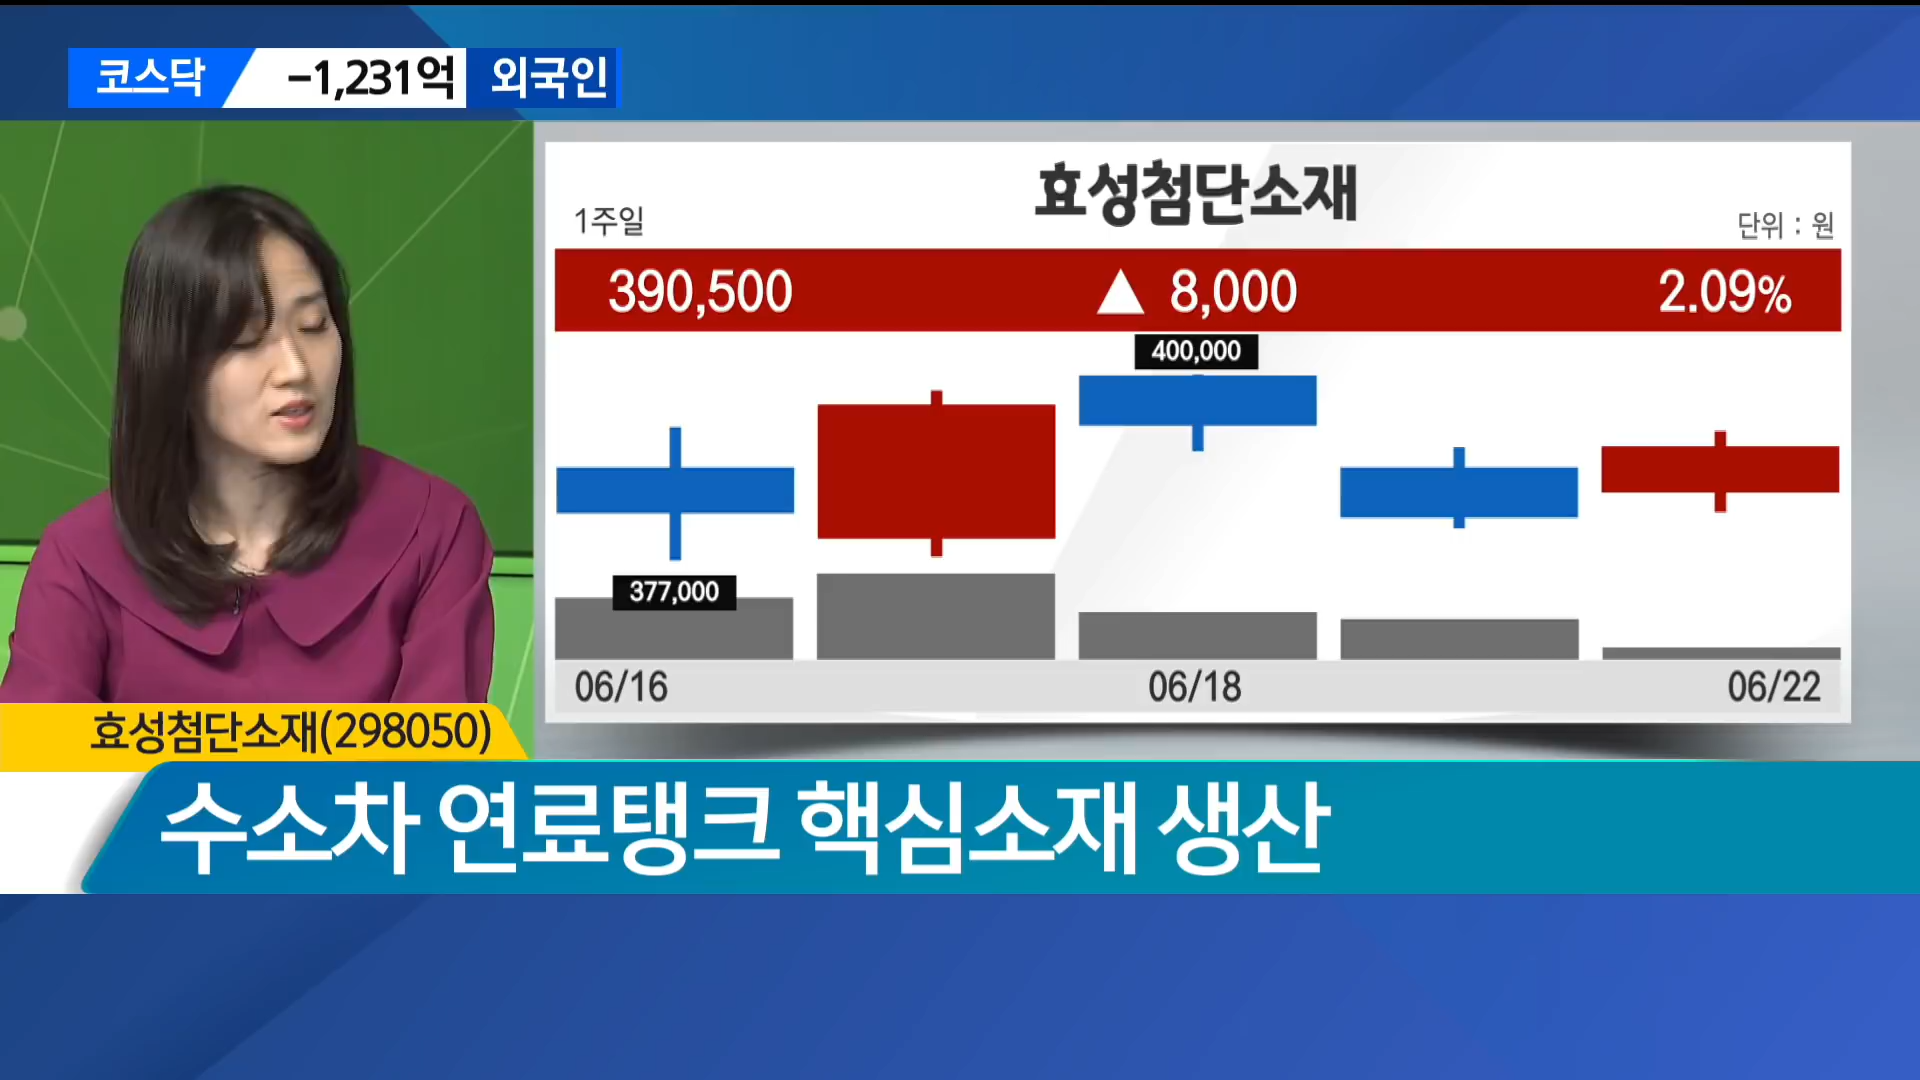 코스닥 -1,231억 외국인
효성첨단소재
1주일
단위 : 원
390,500 ▲ 8,000 2.09%
400,000
377,000
06/16 06/18 06/22
효성첨단소재(298050)
수소차 연료탱크 핵심소재 생산